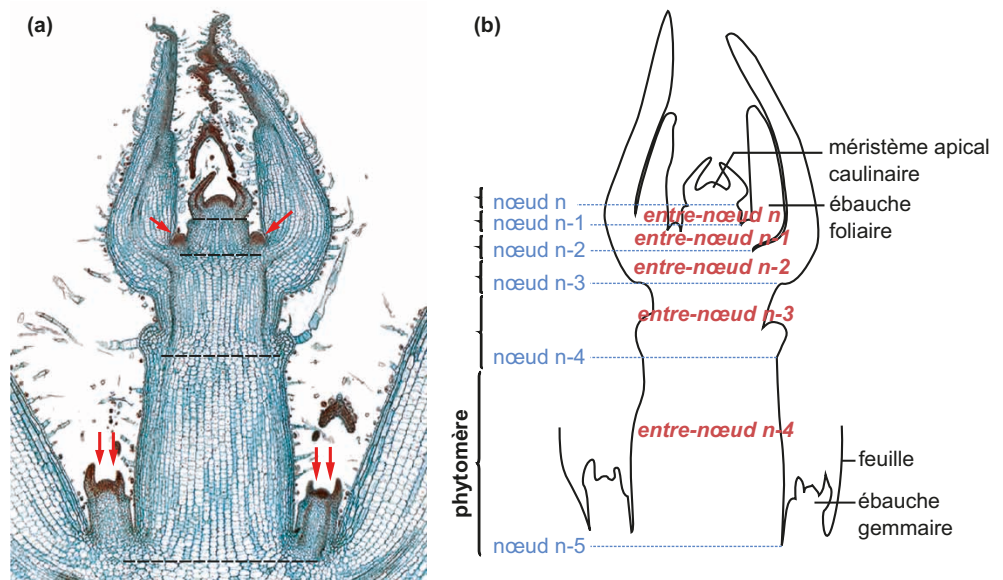 (a)
(b)
méristème apical
caulinaire
ébauche
foliaire
nœud n
nœud n-1
nœud n-2
nœud n-3
nœud n-4
nœud n-5
entre-nœud n
entre-nœud n-1
entre-nœud n-2
entre-nœud n-3
entre-nœud n-4
phytomère
feuille
ébauche
gemmaire